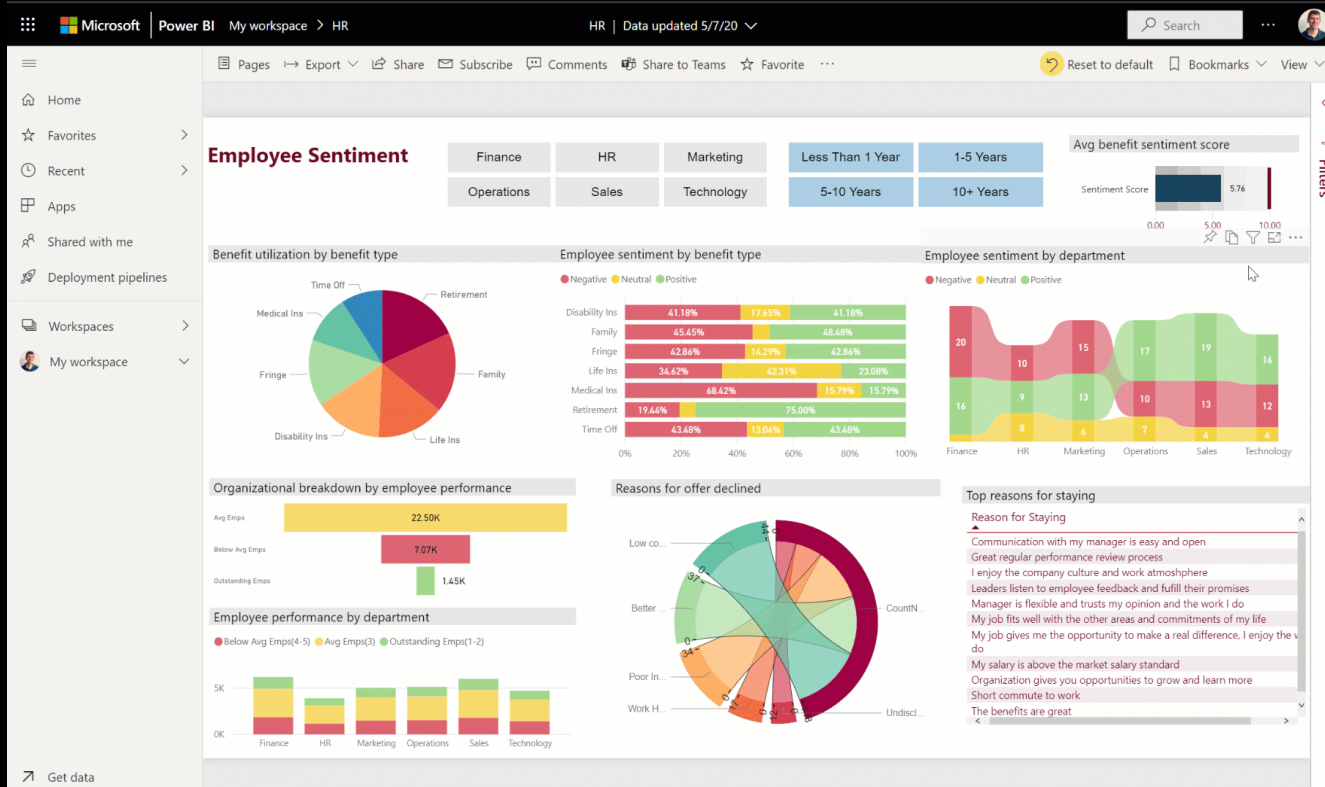 Microsoft Power BI My workspace > HR
HR | Data updated 5/7/20
Search
Pages Export Share Subscribe Comments Share to Teams Favorite ...
Reset to default Bookmarks View
Home
Favorites
Recent
Apps
Shared with me
Deployment pipelines
Workspaces
My workspace
Get data
Filters
Employee Sentiment
Finance HR Marketing
Operations Sales Technology
Less Than 1 Year 1-5 Years
5-10 Years 10+ Years
Avg benefit sentiment score
Sentiment Score 5.76
0.00 5.00 10.00
Benefit utilization by benefit type
Time Off
Retirement
Medical Ins
Fringe
Family
Disability Ins
Life Ins
Employee sentiment by benefit type
Negative Neutral Positive
Disability Ins 41.18% 17.65% 41.18%
Family 45.45% 48.48%
Fringe 42.86% 14.29% 42.86%
Life Ins 34.62% 42.31% 23.08%
Medical Ins 68.42% 15.79% 15.79%
Retirement 19.44% 75.00%
Time Off 43.48% 13.04% 43.48%
0% 20% 40% 60% 80% 100%
Employee sentiment by department
Negative Neutral Positive
20 10 15 17 19 14
16 9 13 10 13 12
8 6 7 4 4
Finance HR Marketing Operations Sales Technology
Organizational breakdown by employee performance
Avg Emps 22.50K
Below Avg Emps 7.07K
Outstanding Emps 1.45K
Employee performance by department
Below Avg Emps(4-5) Avg Emps(3) Outstanding Emps(1-2)
5K
0K
Finance HR Marketing Operations Sales Technology
Reasons for offer declined
Low co...
Better ...
Poor In...
Work H...
CountN...
Undiscl...
44
0
0
37
0
34
0
17
0
12
0
Top reasons for staying
Reason for Staying
Communication with my manager is easy and open
Great regular performance review process
I enjoy the company culture and work atmoshphere
Leaders listen to employee feedback and fufill their promises
Manager is flexible and trusts my opinion and the work I do
My job fits well with the other areas and commitments of my life
My job gives me the opportunity to make a real difference, I enjoy the w
do
My salary is above the market salary standard
Organization gives you opportunities to grow and learn more
Short commute to work
The benefits are great